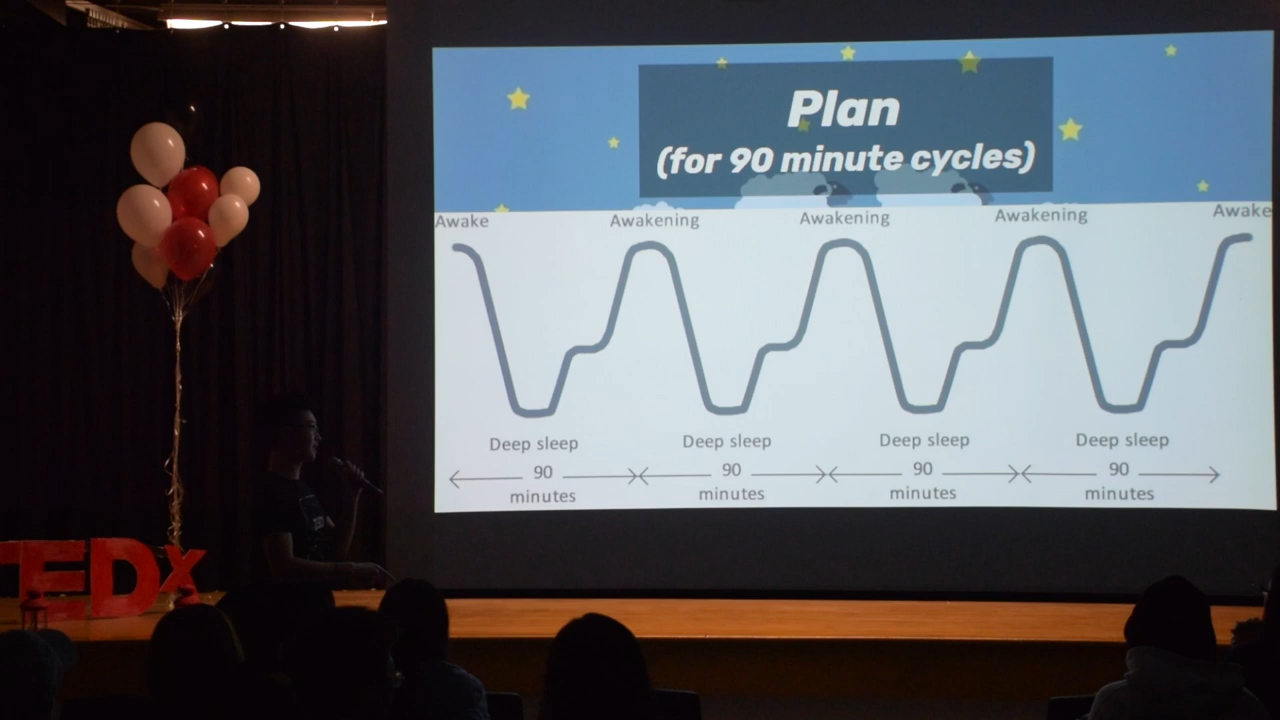 Plan
(for 90 minute cycles)
Awake Awakening Awakening Awakening Awake
Deep sleep Deep sleep Deep sleep Deep sleep
90 90 90 90
minutes minutes minutes minutes
TEDx